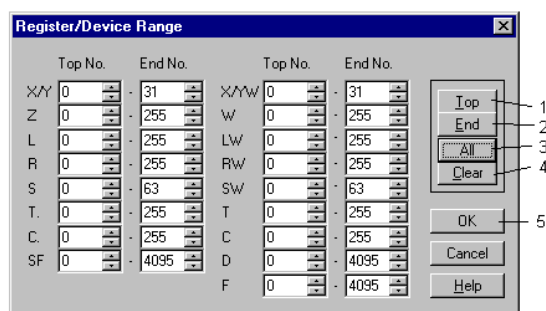 Register/Device Range
Top No. End No. Top No. End No.
X/Y 0 - 31 X/YW 0 - 31 Top 1
Z 0 - 255 W 0 - 255 End 2
L 0 - 255 LW 0 - 255 All 3
R 0 - 255 RW 0 - 255 Clear 4
S 0 - 63 SW 0 - 63
T. 0 - 255 T 0 - 255 OK 5
C. 0 - 255 C 0 - 255
SF 0 - 4095 D 0 - 4095 Cancel
F 0 - 4095 Help